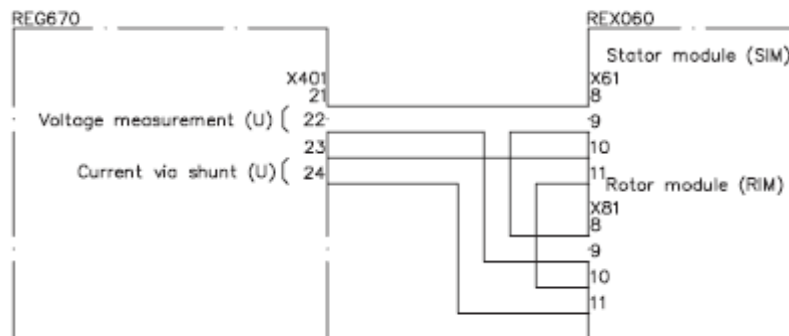 REG670 REX060
Stator module (SIM)
X401 X61
21 8
Voltage measurement (U) ( 22 9
23 10
Current via shunt (U) ( 24 11
Rotor module (RIM)
X81
8
9
10
11